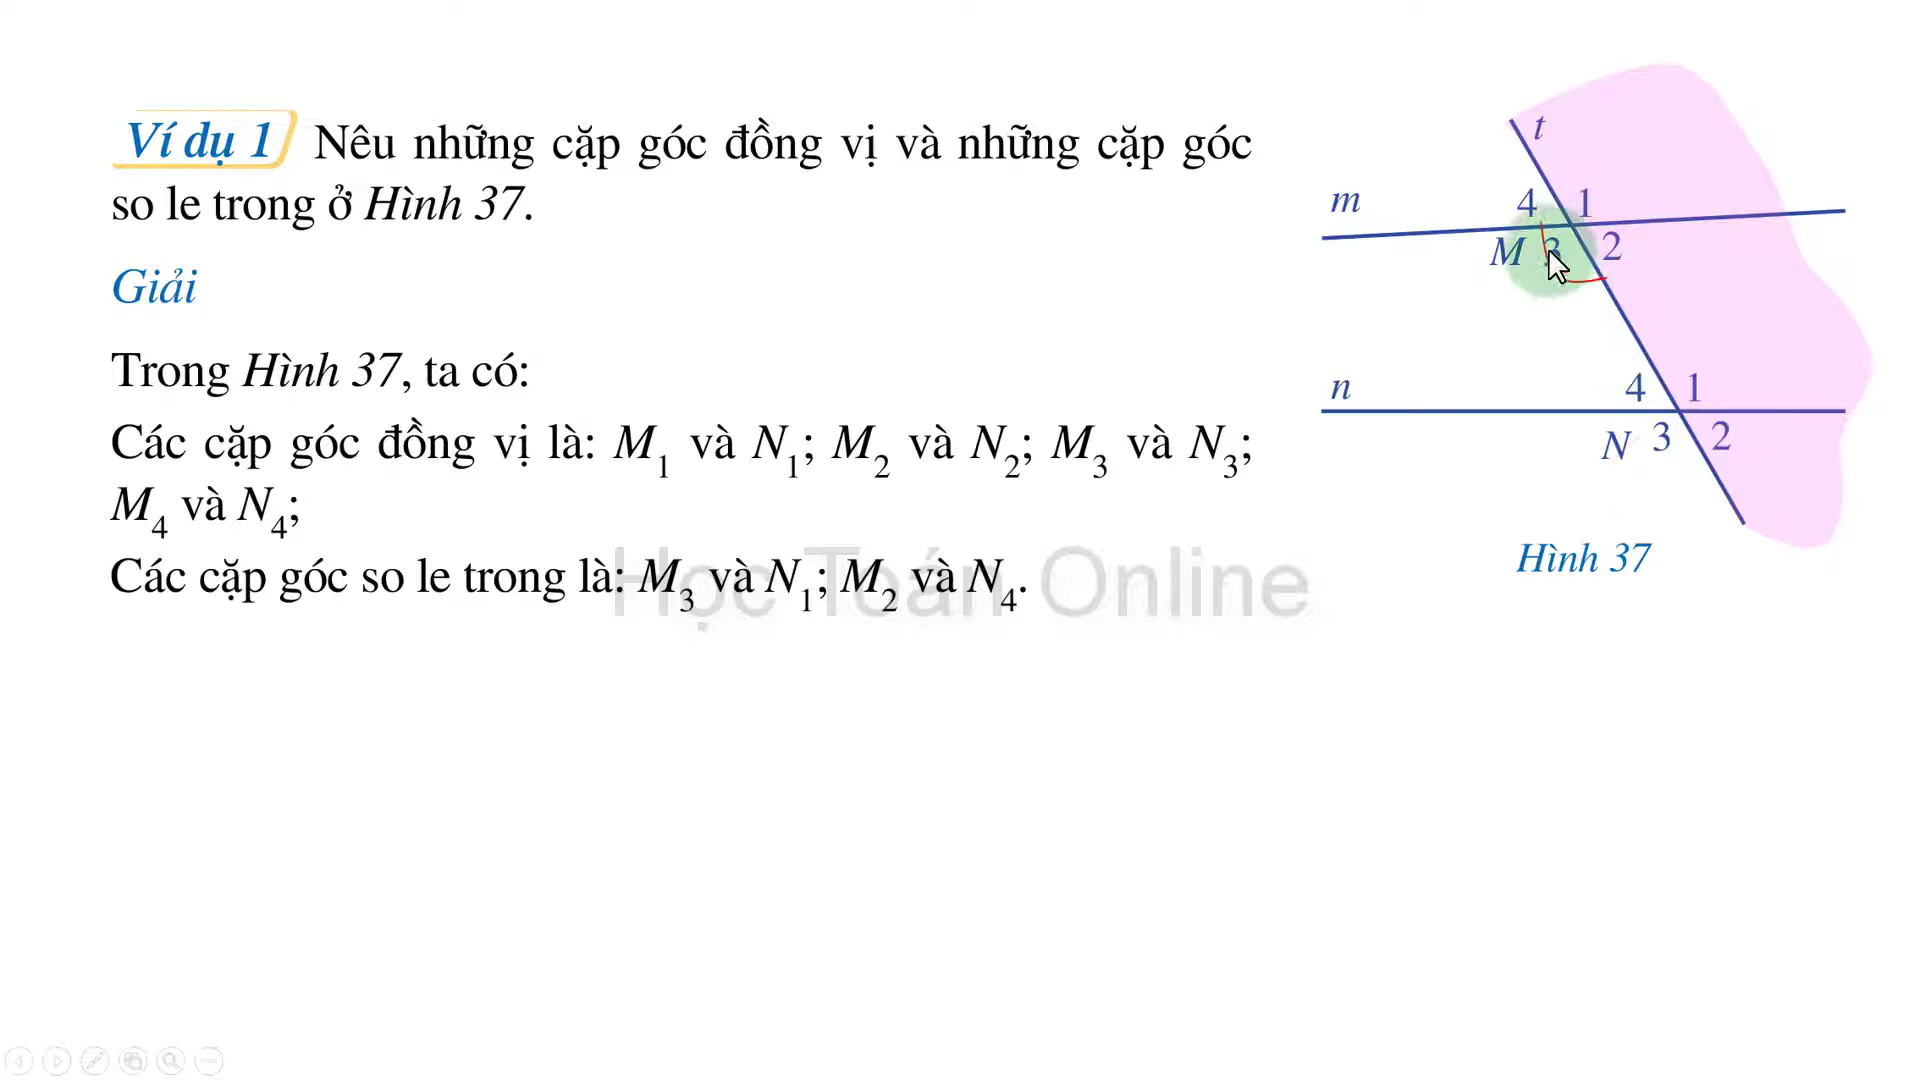 Ví dụ 1 Nêu những cặp góc đồng vị và những cặp góc
so le trong ở Hình 37.
Giải
Trong Hình 37, ta có:
Các cặp góc đồng vị là: M₁ và N₁; M₂ và N₂; M₃ và N₃;
M₄ và N₄;
Các cặp góc so le trong là: M₃ và N₁; M₂ và N₄.
Học Toán Online
t
m 4 1
M 3 2
n 4 1
N 3 2
Hình 37